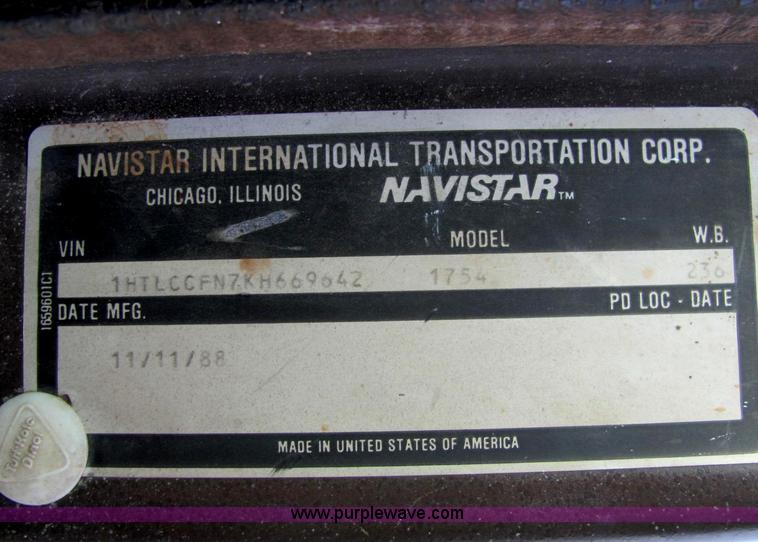 NAVISTAR INTERNATIONAL TRANSPORTATION CORP.
CHICAGO, ILLINOIS NAVISTAR™
VIN MODEL W.B.
1HTLCCFN7KH669642 1754 236
DATE MFG. PD LOC - DATE
11/11/88
1659601C1
MADE IN UNITED STATES OF AMERICA
www.purplewave.com